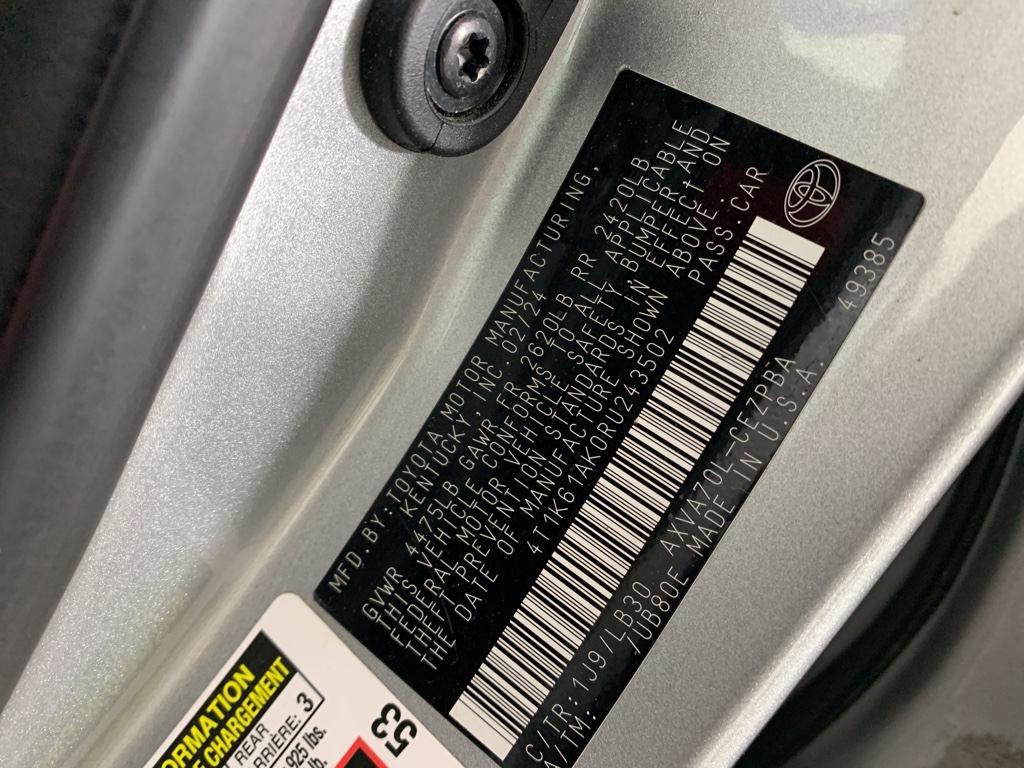 MFD.BY:TOYOTA MOTOR MANUFACTURING,
KENTUCKY, INC. 02/24
GVWR 4475LB GAWR FR 2620LB RR 2420LB
THIS VEHICLE CONFORMS TO ALL APPLICABLE
FEDERAL MOTOR VEHICLE SAFETY, BUMPER, AND
THEFT PREVENTION STANDARDS IN EFFECT ON
THE DATE OF MANUFACTURE SHOWN ABOVE.
4T1K61AK0RU243502 PASS.CAR
C/TR:1J9/LB30 AXVA70L-CEZPBA 49385
A/TM: /UB80E MADE IN U.S.A.
ORMATION
E CHARGEMENT
REAR
ARRIÈRE: 3
925 lbs.
lb.
53